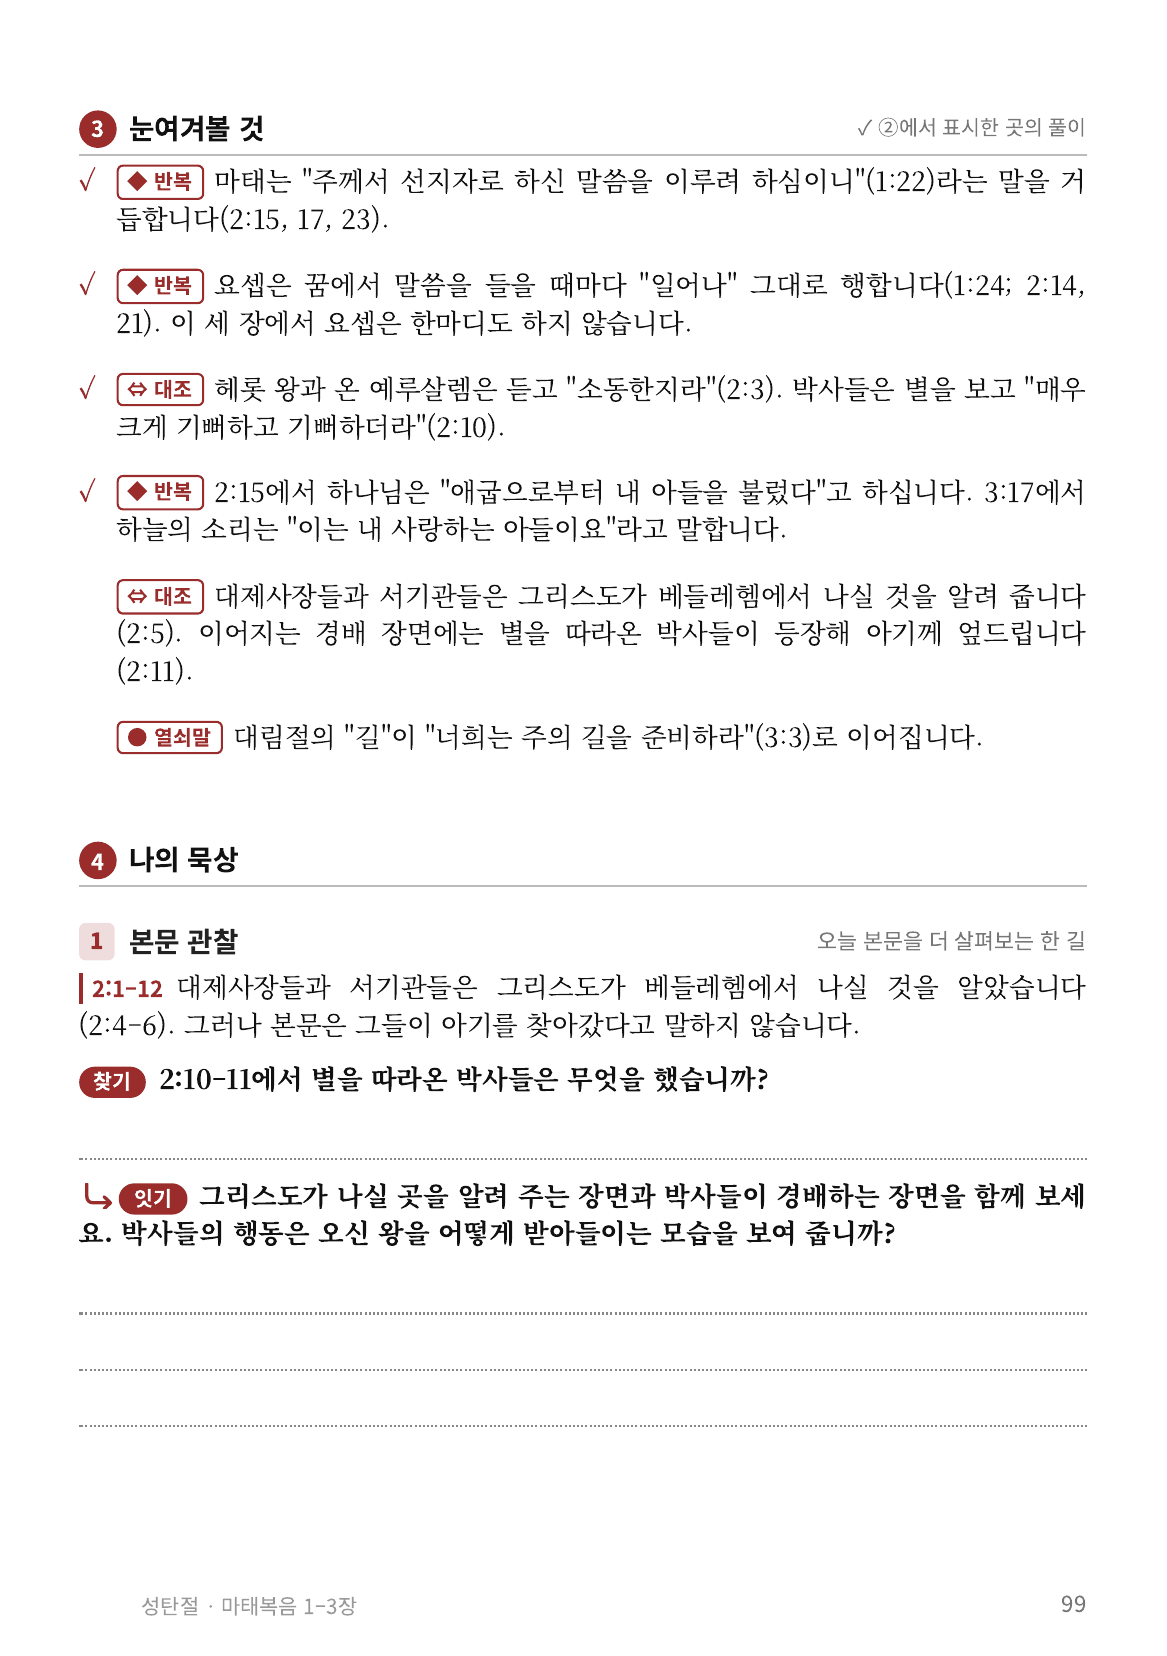 3 눈여겨볼 것
✓ ②에서 표시한 곳의 풀이
✓ ◆ 반복 마태는 "주께서 선지자로 하신 말씀을 이루려 하심이니"(1:22)라는 말을 거
듭합니다(2:15, 17, 23).
✓ ◆ 반복 요셉은 꿈에서 말씀을 들을 때마다 "일어나" 그대로 행합니다(1:24; 2:14,
21). 이 세 장에서 요셉은 한마디도 하지 않습니다.
✓ ⇔ 대조 헤롯 왕과 온 예루살렘은 듣고 "소동한지라"(2:3). 박사들은 별을 보고 "매우
크게 기뻐하고 기뻐하더라"(2:10).
✓ ◆ 반복 2:15에서 하나님은 "애굽으로부터 내 아들을 불렀다"고 하십니다. 3:17에서
하늘의 소리는 "이는 내 사랑하는 아들이요"라고 말합니다.
⇔ 대조 대제사장들과 서기관들은 그리스도가 베들레헴에서 나실 것을 알려 줍니다
(2:5). 이어지는 경배 장면에는 별을 따라온 박사들이 등장해 아기께 엎드립니다
(2:11).
● 열쇠말 대림절의 "길"이 "너희는 주의 길을 준비하라"(3:3)로 이어집니다.
4 나의 묵상
1 본문 관찰
오늘 본문을 더 살펴보는 한 길
2:1–12 대제사장들과 서기관들은 그리스도가 베들레헴에서 나실 것을 알았습니다
(2:4–6). 그러나 본문은 그들이 아기를 찾아갔다고 말하지 않습니다.
찾기 2:10–11에서 별을 따라온 박사들은 무엇을 했습니까?
잇기 그리스도가 나실 곳을 알려 주는 장면과 박사들이 경배하는 장면을 함께 보세
요. 박사들의 행동은 오신 왕을 어떻게 받아들이는 모습을 보여 줍니까?
성탄절 · 마태복음 1–3장
99